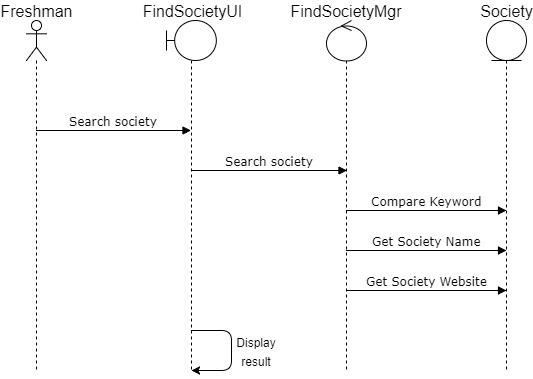 Freshman
FindSocietyUI
FindSocietyMgr
Society
Search society
Search society
Compare Keyword
Get Society Name
Get Society Website
Display
result